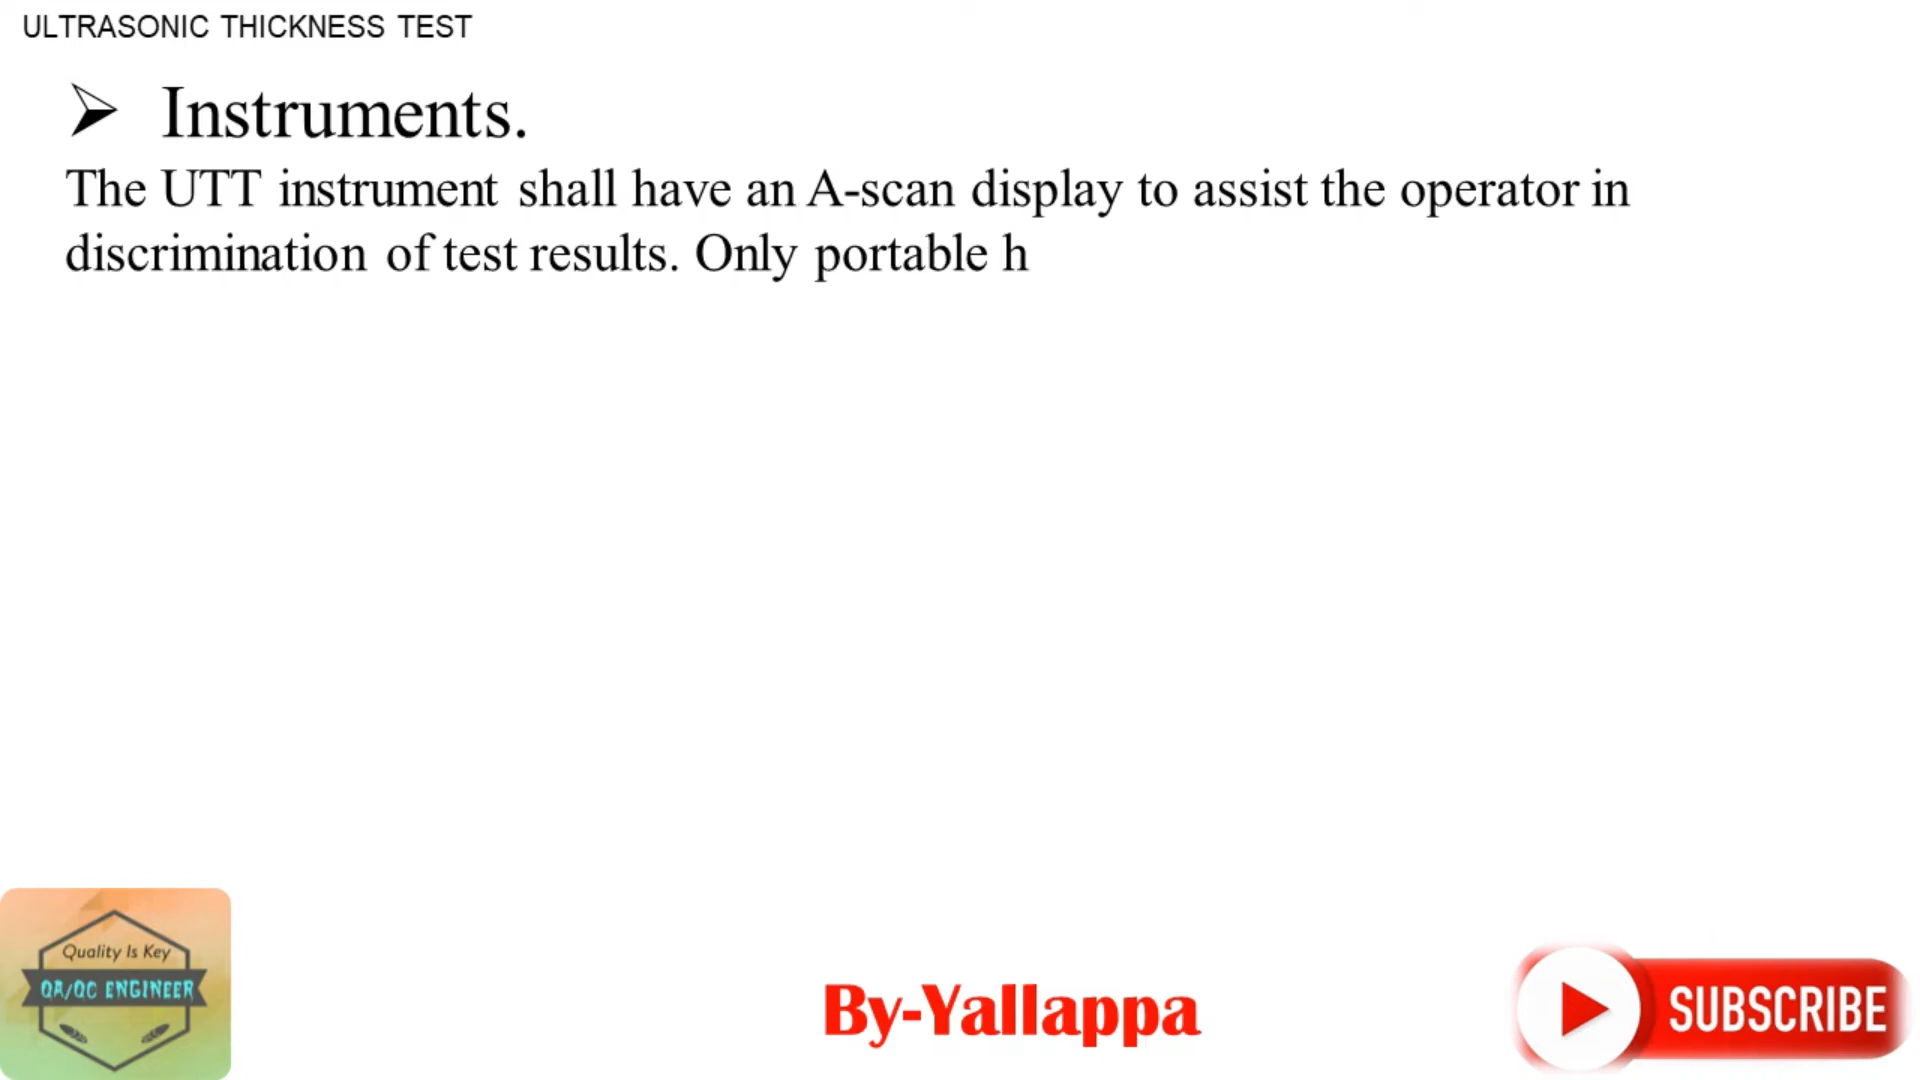 ULTRASONIC THICKNESS TEST
➢ Instruments.
The UTT instrument shall have an A-scan display to assist the operator in
discrimination of test results. Only portable h
Quality Is Key
QA/QC ENGINEER
By-Yallappa
SUBSCRIBE